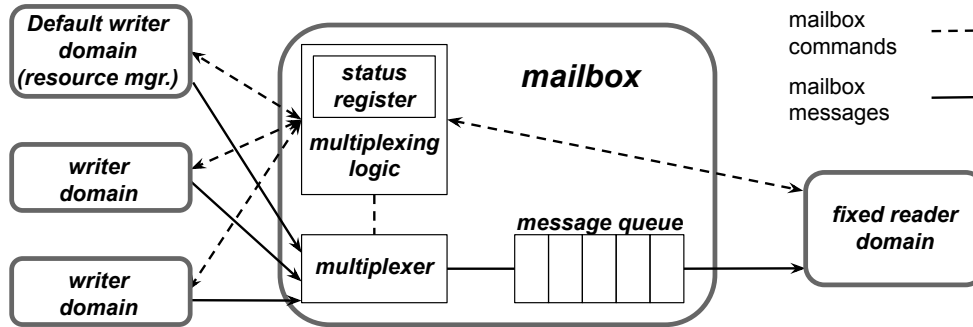 Default writer
domain
(resource mgr.)
status
register
multiplexing
logic
mailbox
mailbox
commands
mailbox
messages
writer
domain
message queue
fixed reader
domain
multiplexer
writer
domain